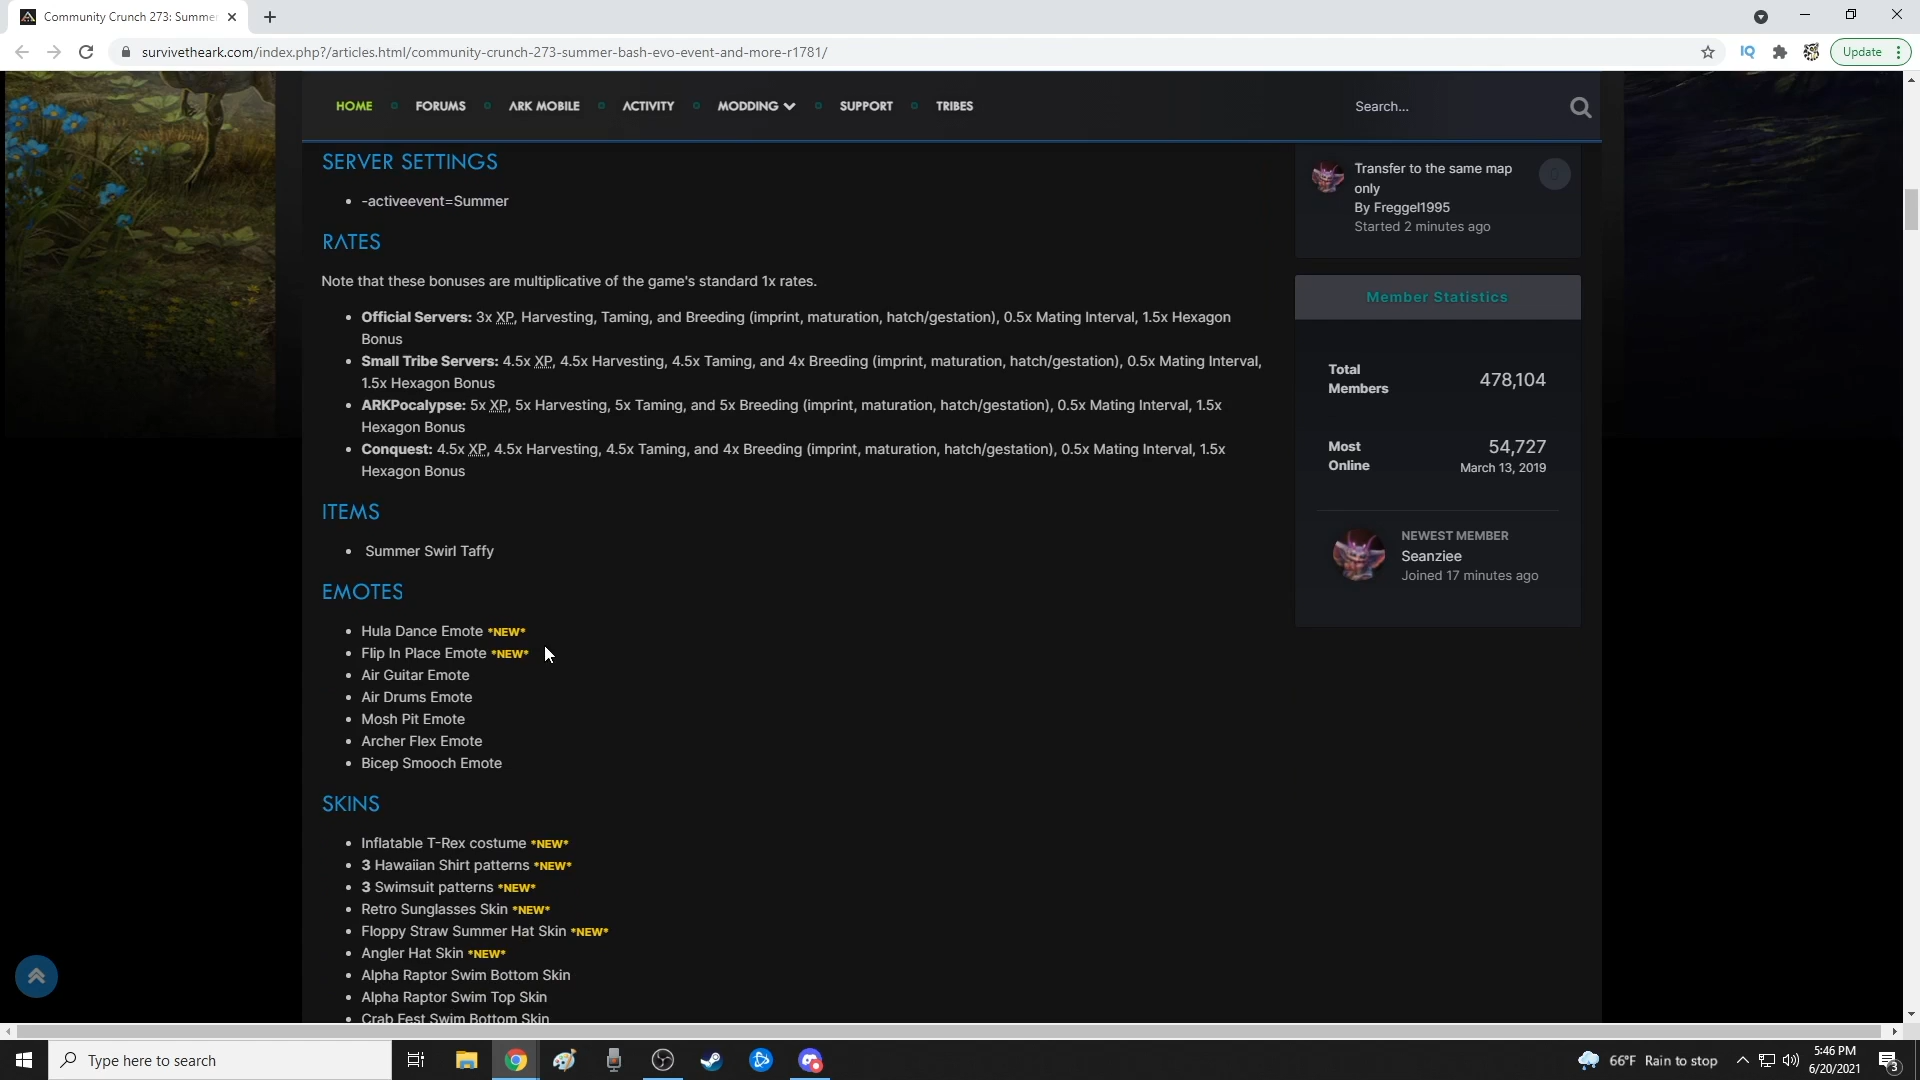 Community Crunch 273: Summe
survivetheark.com/index.php?/articles.html/community-crunch-273-summer-bash-evo-event-and-more-r1781/
IQ
Update
HOME
FORUMS
ARK MOBILE
ACTIVITY
MODDING
SUPPORT
TRIBES
Search...
SERVER SETTINGS
-activeevent=Summer
RATES
Note that these bonuses are multiplicative of the game's standard 1x rates.
Official Servers: 3x XP, Harvesting, Taming, and Breeding (imprint, maturation, hatch/gestation), 0.5x Mating Interval, 1.5x Hexagon
Bonus
Small Tribe Servers: 4.5x XP, 4.5x Harvesting, 4.5x Taming, and 4x Breeding (imprint, maturation, hatch/gestation), 0.5x Mating Interval,
1.5x Hexagon Bonus
ARKPocalypse: 5x XP, 5x Harvesting, 5x Taming, and 5x Breeding (imprint, maturation, hatch/gestation), 0.5x Mating Interval, 1.5x
Hexagon Bonus
Conquest: 4.5x XP, 4.5x Harvesting, 4.5x Taming, and 4x Breeding (imprint, maturation, hatch/gestation), 0.5x Mating Interval, 1.5x
Hexagon Bonus
ITEMS
Summer Swirl Taffy
EMOTES
Hula Dance Emote *NEW*
Flip In Place Emote *NEW*
Air Guitar Emote
Air Drums Emote
Mosh Pit Emote
Archer Flex Emote
Bicep Smooch Emote
SKINS
Inflatable T-Rex costume *NEW*
3 Hawaiian Shirt patterns *NEW*
3 Swimsuit patterns *NEW*
Retro Sunglasses Skin *NEW*
Floppy Straw Summer Hat Skin *NEW*
Angler Hat Skin *NEW*
Alpha Raptor Swim Bottom Skin
Alpha Raptor Swim Top Skin
Crab Fest Swim Bottom Skin
Transfer to the same map
only
By Freggel1995
Started 2 minutes ago
Member Statistics
Total
Members
478,104
Most
Online
54,727
March 13, 2019
NEWEST MEMBER
Seanziee
Joined 17 minutes ago
Type here to search
66°F Rain to stop
5:46 PM
6/20/2021
3